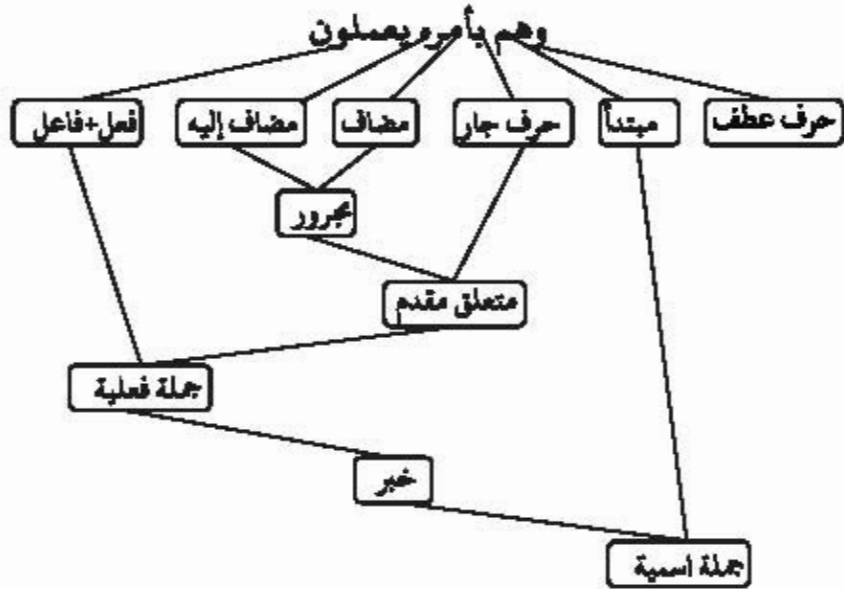 وهم بأمره يعملون
حرف عطف
مبتدأ
حرف جار
مضاف
مضاف إليه
فعل+فاعل
مجرور
متعلق مقدم
جملة فعلية
خبر
جملة اسمية